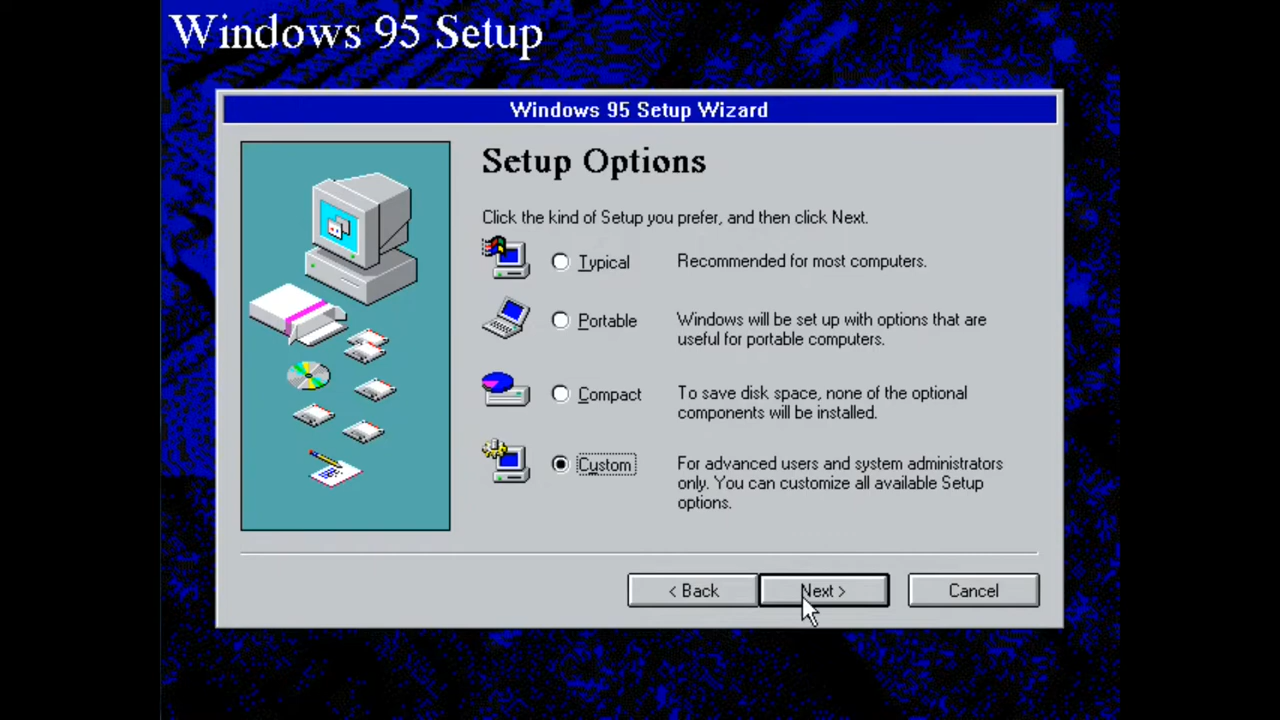 Windows 95 Setup
Windows 95 Setup Wizard
Setup Options
Click the kind of Setup you prefer, and then click Next.
Typical
Recommended for most computers.
Portable
Windows will be set up with options that are
useful for portable computers.
Compact
To save disk space, none of the optional
components will be installed.
Custom
For advanced users and system administrators
only. You can customize all available Setup
options.
< Back
Next >
Cancel